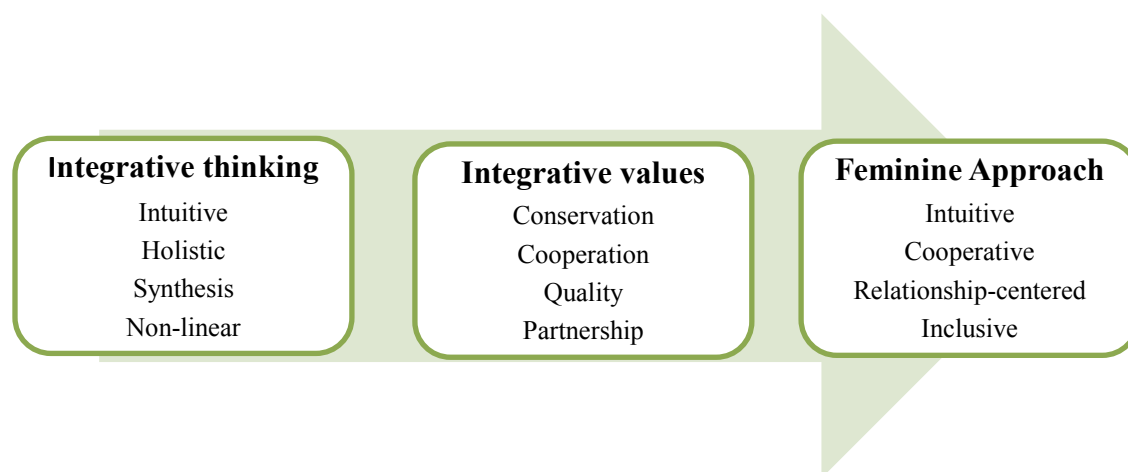 Integrative thinking
Intuitive
Holistic
Synthesis
Non-linear
Integrative values
Conservation
Cooperation
Quality
Partnership
Feminine Approach
Intuitive
Cooperative
Relationship-centered
Inclusive